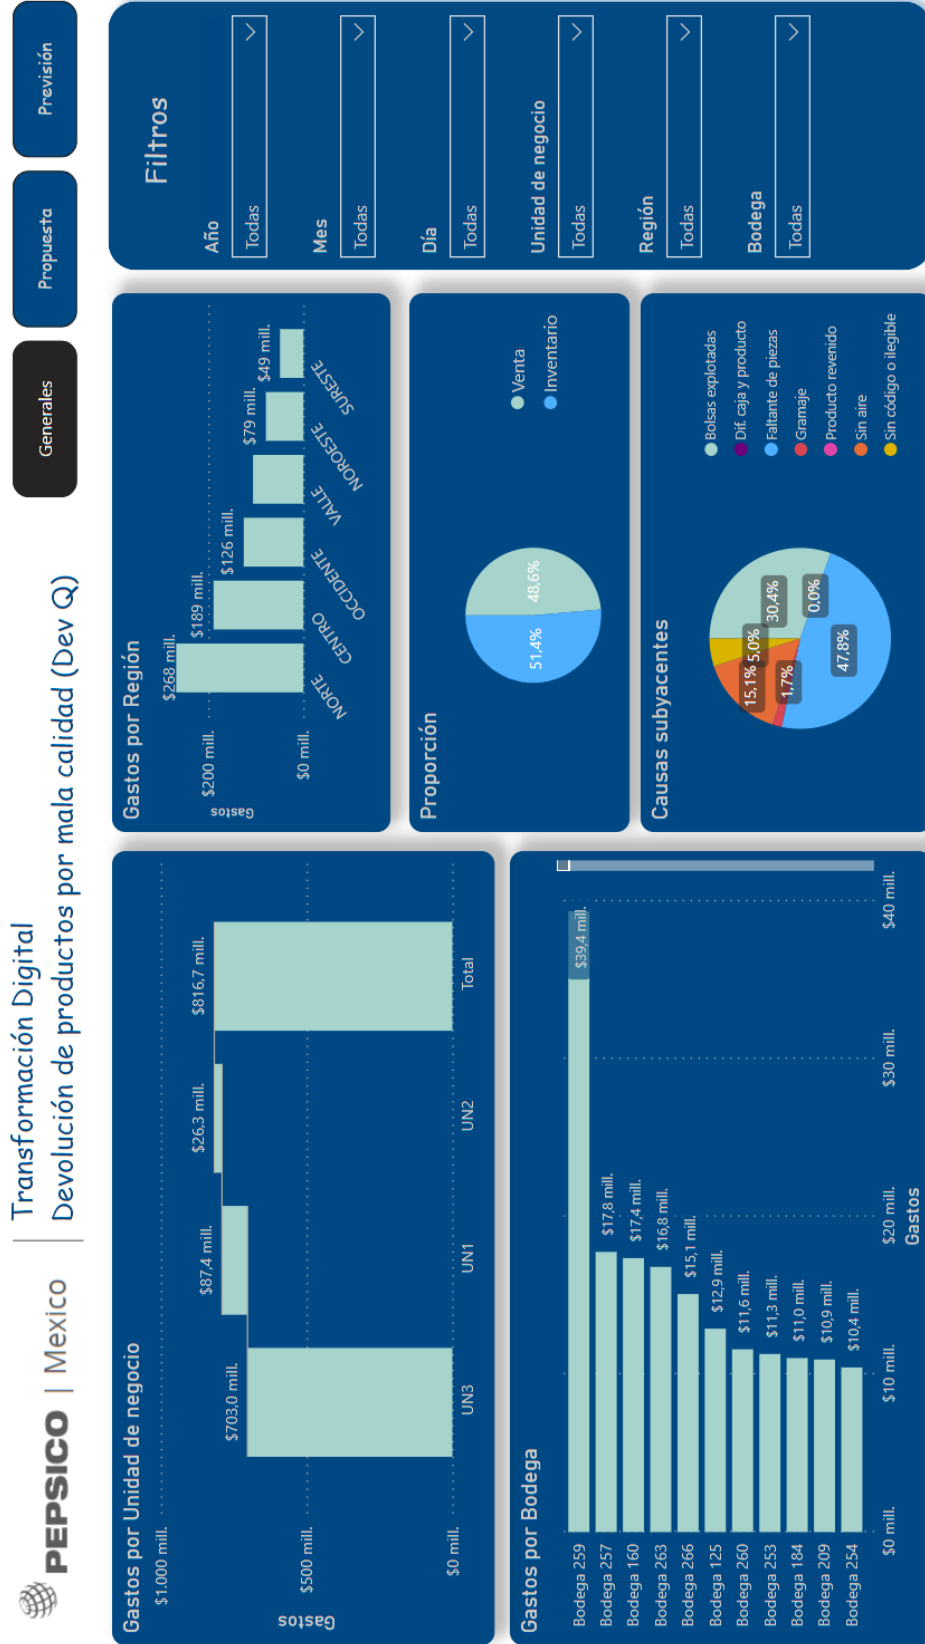 PEPSICO | Mexico
Transformación Digital
Devolución de productos por mala calidad (Dev Q)
Generales
Propuesta
Previsión
Gastos por Unidad de negocio
Gastos
$1.000 mill.
$500 mill.
$0 mill.
$703,0 mill.
$87,4 mill.
$26,3 mill.
$816,7 mill.
UN3
UN1
UN2
Total
Gastos por Región
Gastos
$200 mill.
$0 mill.
$268 mill.
$189 mill.
$126 mill.
$79 mill.
$49 mill.
NORTE
CENTRO
OCCIDENTE
VALLE
NOROESTE
SURESTE
Proporción
51,4%
48,6%
Venta
Inventario
Causas subyacentes
15,1%
5,0%
30,4%
1,7%
0,0%
47,8%
Bolsas explotadas
Dif. caja y producto
Faltante de piezas
Gramaje
Producto revenido
Sin aire
Sin código o ilegible
Gastos por Bodega
Bodega 259
$39,4 mill.
Bodega 257
$17,8 mill.
Bodega 160
$17,4 mill.
Bodega 263
$16,8 mill.
Bodega 266
$15,1 mill.
Bodega 125
$12,9 mill.
Bodega 260
$11,6 mill.
Bodega 253
$11,3 mill.
Bodega 184
$11,0 mill.
Bodega 209
$10,9 mill.
Bodega 254
$10,4 mill.
$0 mill.
$10 mill.
$20 mill.
$30 mill.
$40 mill.
Gastos
Filtros
Año
Todas
Mes
Todas
Día
Todas
Unidad de negocio
Todas
Región
Todas
Bodega
Todas